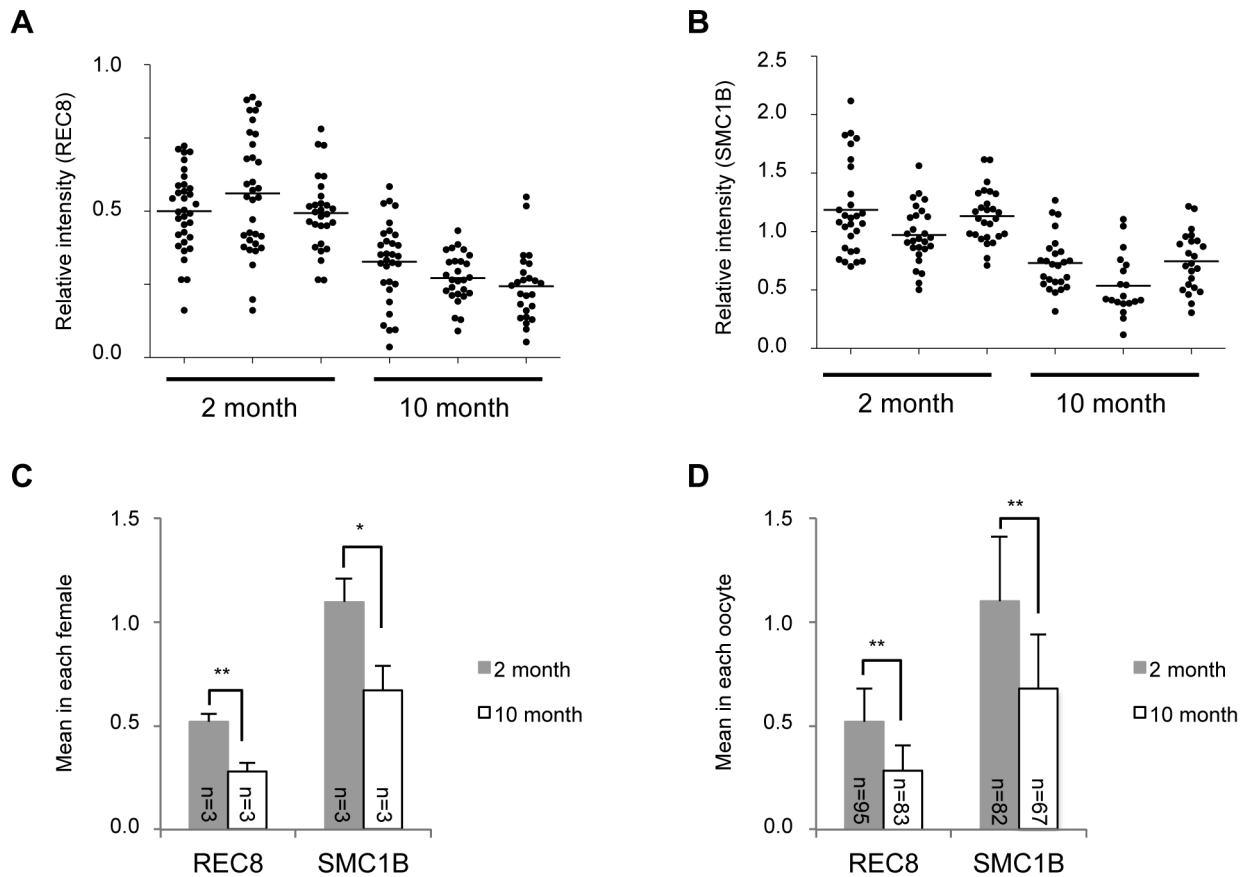 A
Relative intensity (REC8)
1.0
0.5
0.0
2 month
10 month
B
Relative intensity (SMC1B)
2.5
2.0
1.5
1.0
0.5
0.0
2 month
10 month
C
Mean in each female
1.5
1.0
0.5
0.0
**
*
n=3
n=3
n=3
n=3
REC8
SMC1B
2 month
10 month
D
Mean in each oocyte
1.5
1.0
0.5
0.0
**
**
n=95
n=83
n=82
n=67
REC8
SMC1B
2 month
10 month